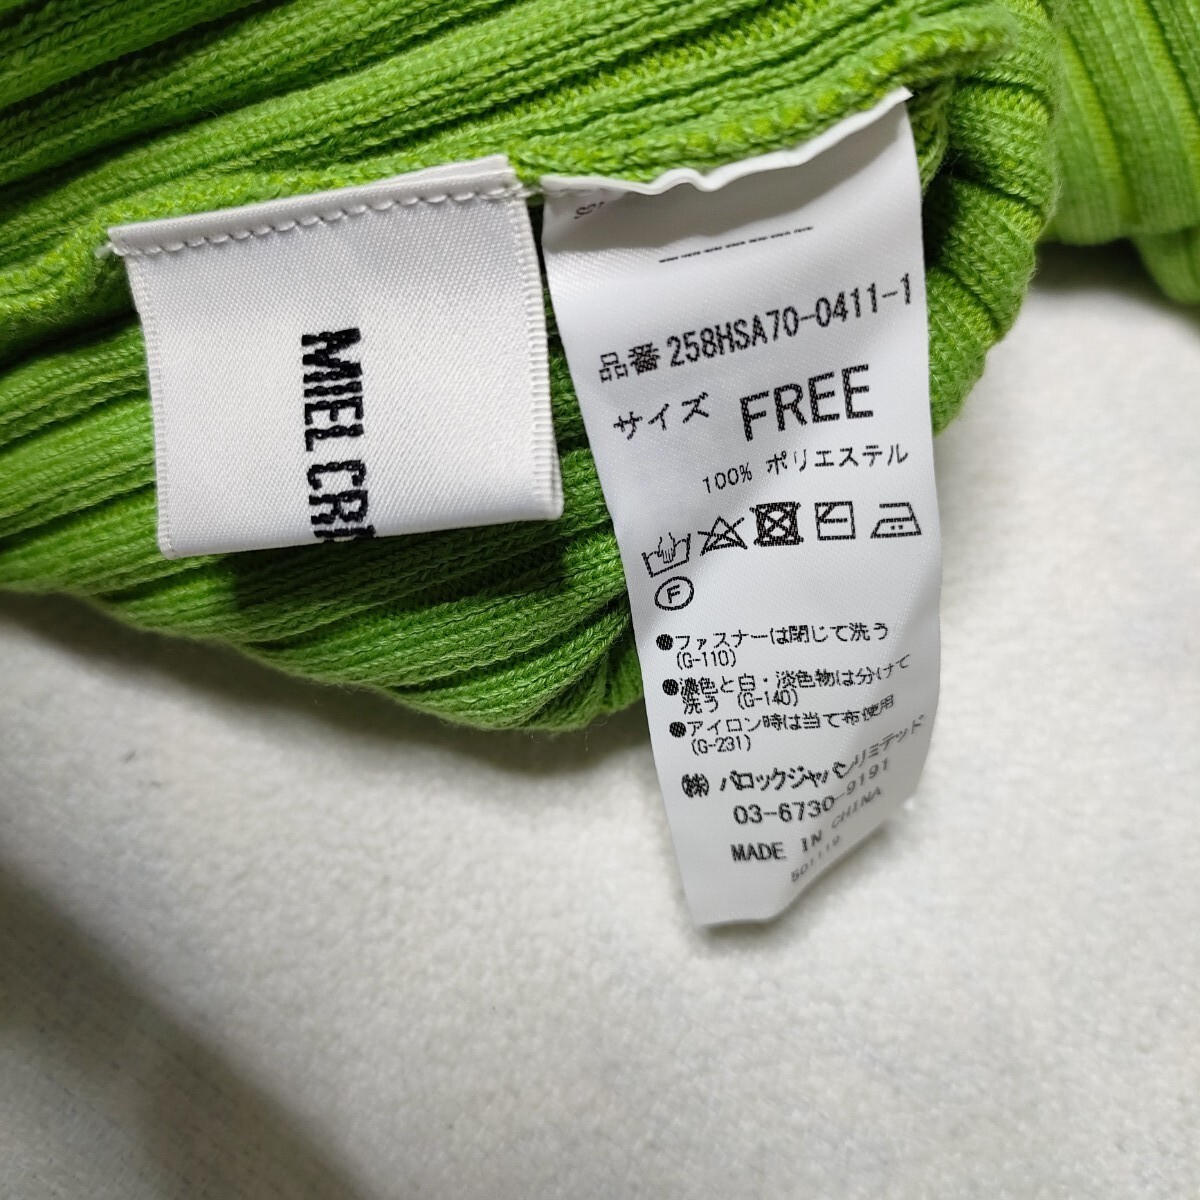 MIEL CR
品番 258HSA70-0411-1
サイズ FREE
100% ポリエステル
F
●ファスナーは閉じて洗う
(G-110)
●濃色と白・淡色物は分けて
洗う (G-140)
●アイロン時は当て布使用
(G-231)
㈱ バロックジャパンリミテッド
03-6730-9191
MADE IN CHINA
501119